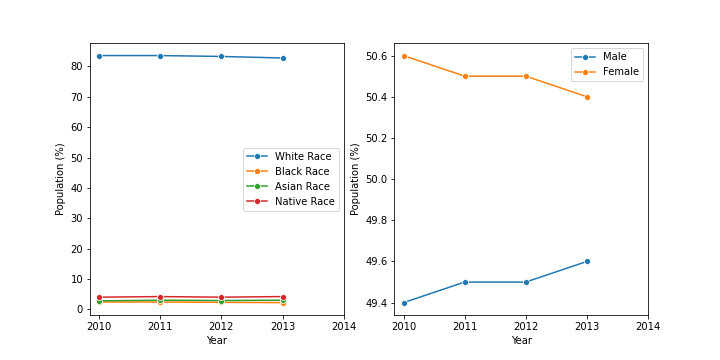 80
70
60
50
40
30
20
10
0
Population (%)
2010 2011 2012 2013 2014
Year
White Race
Black Race
Asian Race
Native Race
50.6
50.4
50.2
50.0
49.8
49.6
49.4
Population (%)
2010 2011 2012 2013 2014
Year
Male
Female